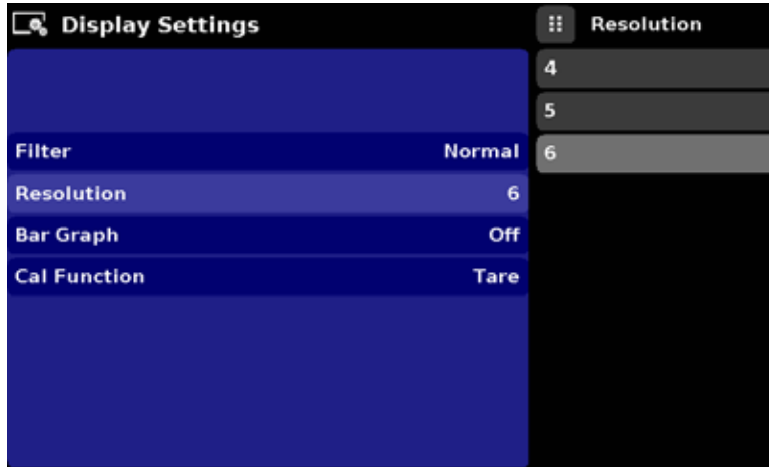 Display Settings
Filter Normal
Resolution 6
Bar Graph Off
Cal Function Tare
Resolution
4
5
6